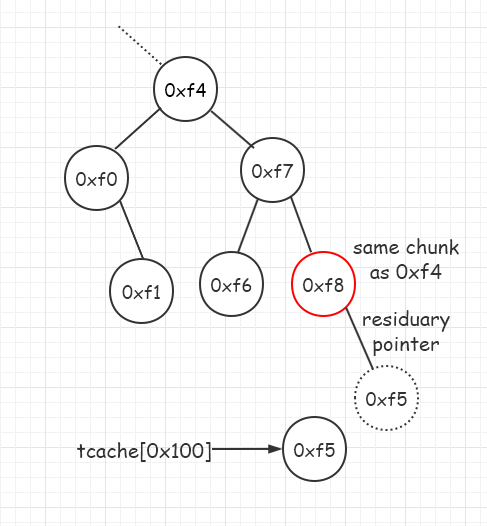 0xf4
0xf0
0xf7
0xf1
0xf6
0xf8
same chunk
as 0xf4
residuary
pointer
0xf5
tcache[0x100]
0xf5